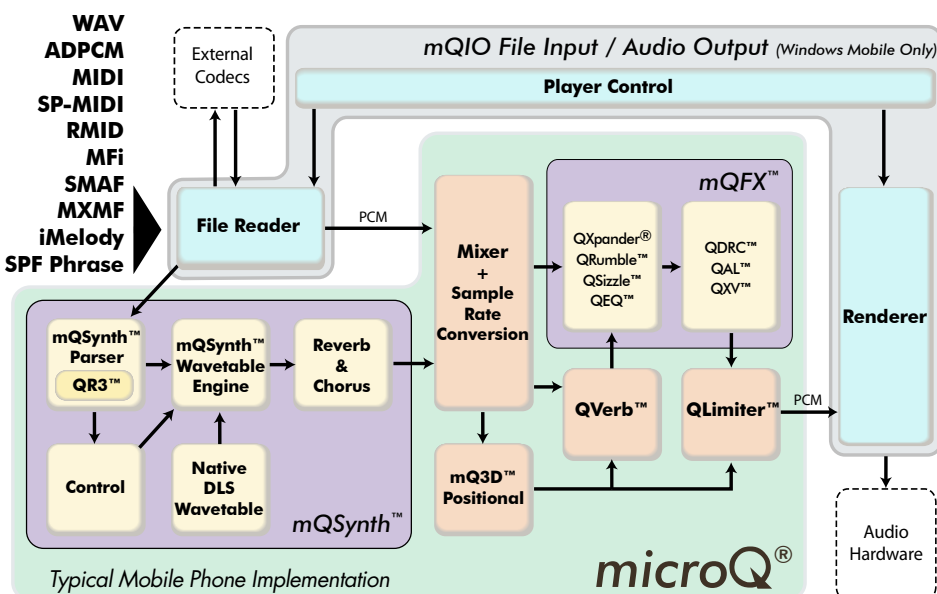 WAV
ADPCM
MIDI
SP-MIDI
RMID
MFi
SMAF
MXMF
iMelody
SPF Phrase
External
Codecs
mQIO File Input / Audio Output (Windows Mobile Only)
Player Control
File Reader
PCM
Mixer
+
Sample
Rate
Conversion
mQFX™
QXpander®
QRumble™
QSizzle™
QEQ™
QDRC™
QAL™
QXV™
Renderer
mQSynth™
Parser
QR3™
mQSynth™
Wavetable
Engine
Reverb
&
Chorus
QVerb™
QLimiter™
PCM
Control
Native
DLS
Wavetable
mQSynth™
mQ3D™
Positional
Audio
Hardware
Typical Mobile Phone Implementation
microQ®